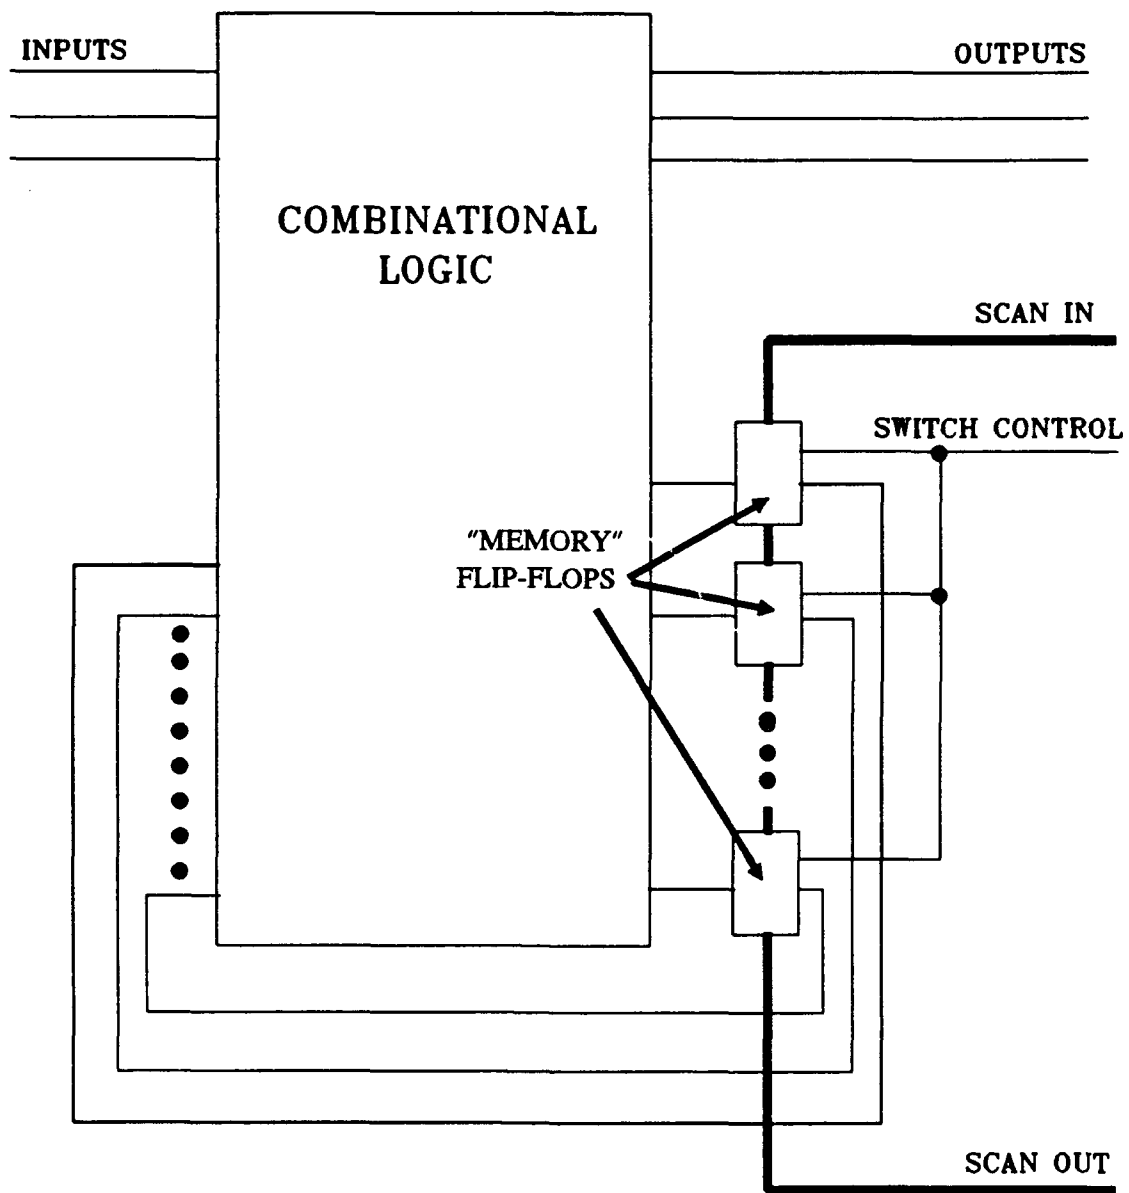 INPUTS
OUTPUTS
COMBINATIONAL
LOGIC
SCAN IN
SWITCH CONTROL
"MEMORY"
FLIP-FLOPS
SCAN OUT